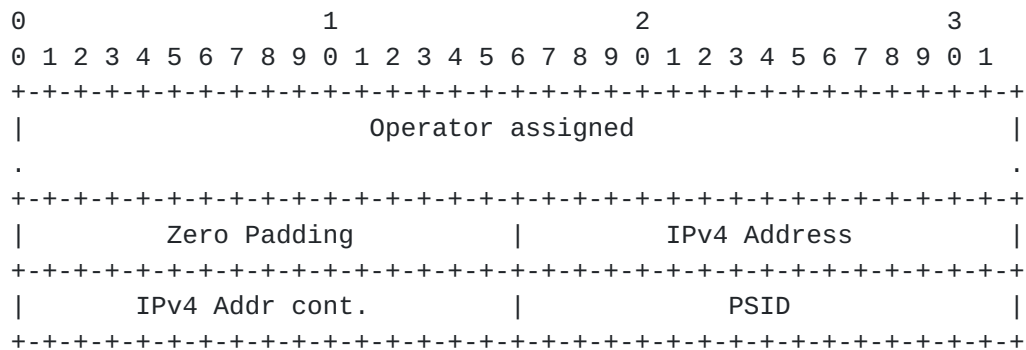 0                   1                   2                   3
0 1 2 3 4 5 6 7 8 9 0 1 2 3 4 5 6 7 8 9 0 1 2 3 4 5 6 7 8 9 0 1
+-+-+-+-+-+-+-+-+-+-+-+-+-+-+-+-+-+-+-+-+-+-+-+-+-+-+-+-+-+-+-+-+
|                      Operator assigned                        |
.                                                               .
+-+-+-+-+-+-+-+-+-+-+-+-+-+-+-+-+-+-+-+-+-+-+-+-+-+-+-+-+-+-+-+-+
|         Zero Padding          |         IPv4 Address          |
+-+-+-+-+-+-+-+-+-+-+-+-+-+-+-+-+-+-+-+-+-+-+-+-+-+-+-+-+-+-+-+-+
|       IPv4 Addr cont.         |             PSID              |
+-+-+-+-+-+-+-+-+-+-+-+-+-+-+-+-+-+-+-+-+-+-+-+-+-+-+-+-+-+-+-+-+